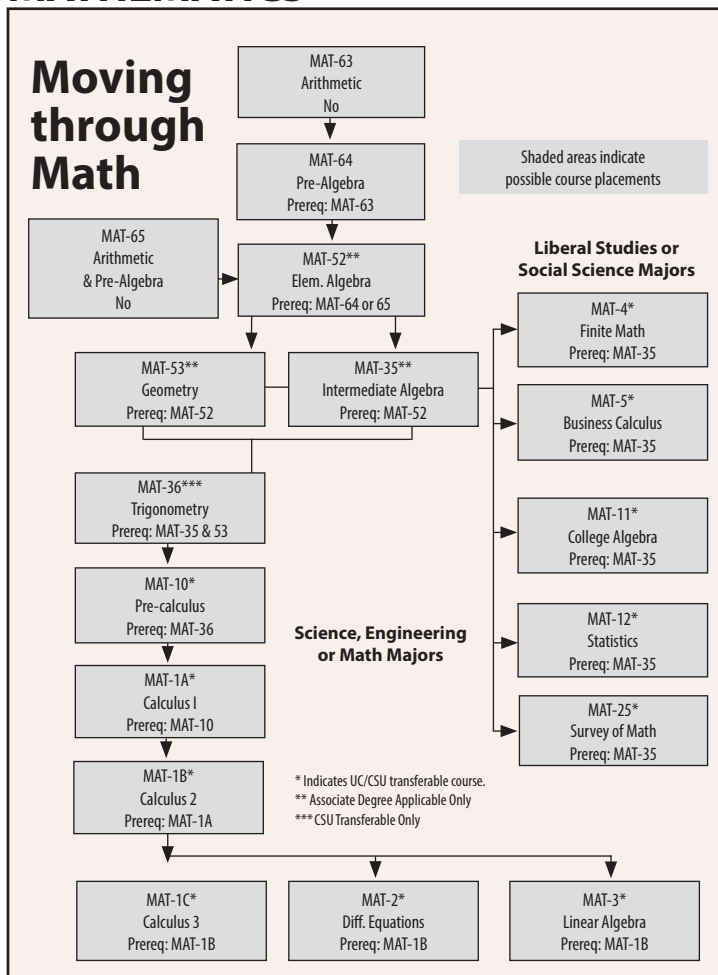 Moving
through
Math
MAT-63
Arithmetic
No
MAT-64
Pre-Algebra
Prereq: MAT-63
Shaded areas indicate
possible course placements
MAT-65
Arithmetic
& Pre-Algebra
No
MAT-52**
Elem. Algebra
Prereq: MAT-64 or 65
Liberal Studies or
Social Science Majors
MAT-4*
Finite Math
Prereq: MAT-35
MAT-53**
Geometry
Prereq: MAT-52
MAT-35**
Intermediate Algebra
Prereq: MAT-52
MAT-5*
Business Calculus
Prereq: MAT-35
MAT-36***
Trigonometry
Prereq: MAT-35 & 53
MAT-11*
College Algebra
Prereq: MAT-35
MAT-10*
Pre-calculus
Prereq: MAT-36
Science, Engineering
or Math Majors
MAT-12*
Statistics
Prereq: MAT-35
MAT-1A*
Calculus I
Prereq: MAT-10
MAT-25*
Survey of Math
Prereq: MAT-35
MAT-1B*
Calculus 2
Prereq: MAT-1A
* Indicates UC/CSU transferable course.
** Associate Degree Applicable Only
*** CSU Transferable Only
MAT-1C*
Calculus 3
Prereq: MAT-1B
MAT-2*
Diff. Equations
Prereq: MAT-1B
MAT-3*
Linear Algebra
Prereq: MAT-1B